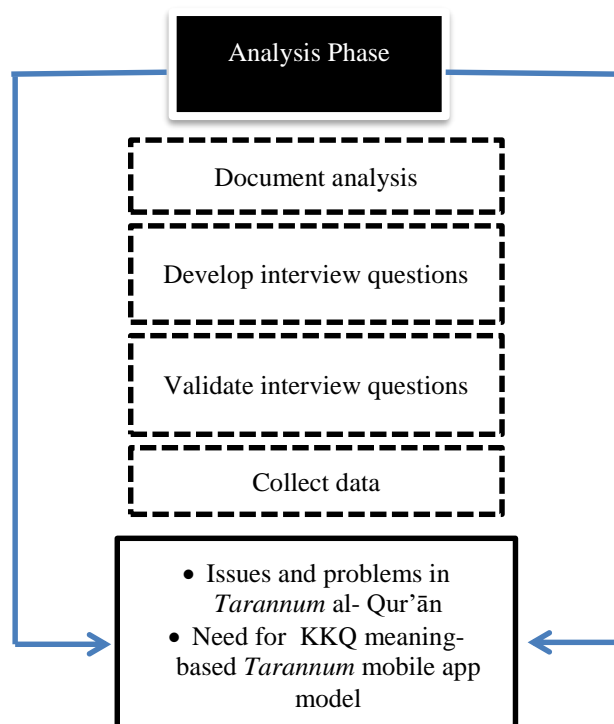 Analysis Phase
Document analysis
Develop interview questions
Validate interview questions
Collect data
• Issues and problems in
Tarannum al- Qur’ān
• Need for KKQ meaning-
based Tarannum mobile app
model